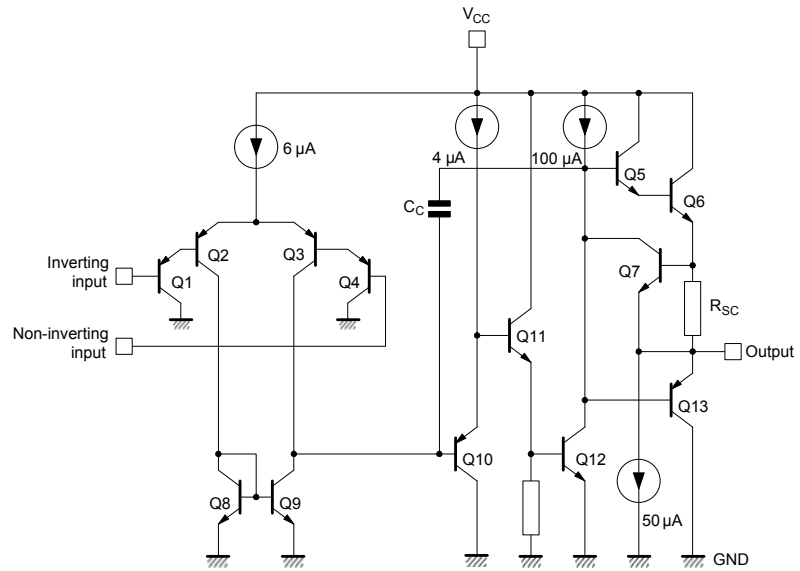 VCC
6 µA
4 µA
100 µA
Q5
Q6
CC
Q2
Q3
Inverting
input
Q1
Q4
Q7
RSC
Non-inverting
input
Q11
Output
Q13
Q10
Q12
Q8
Q9
50 µA
GND